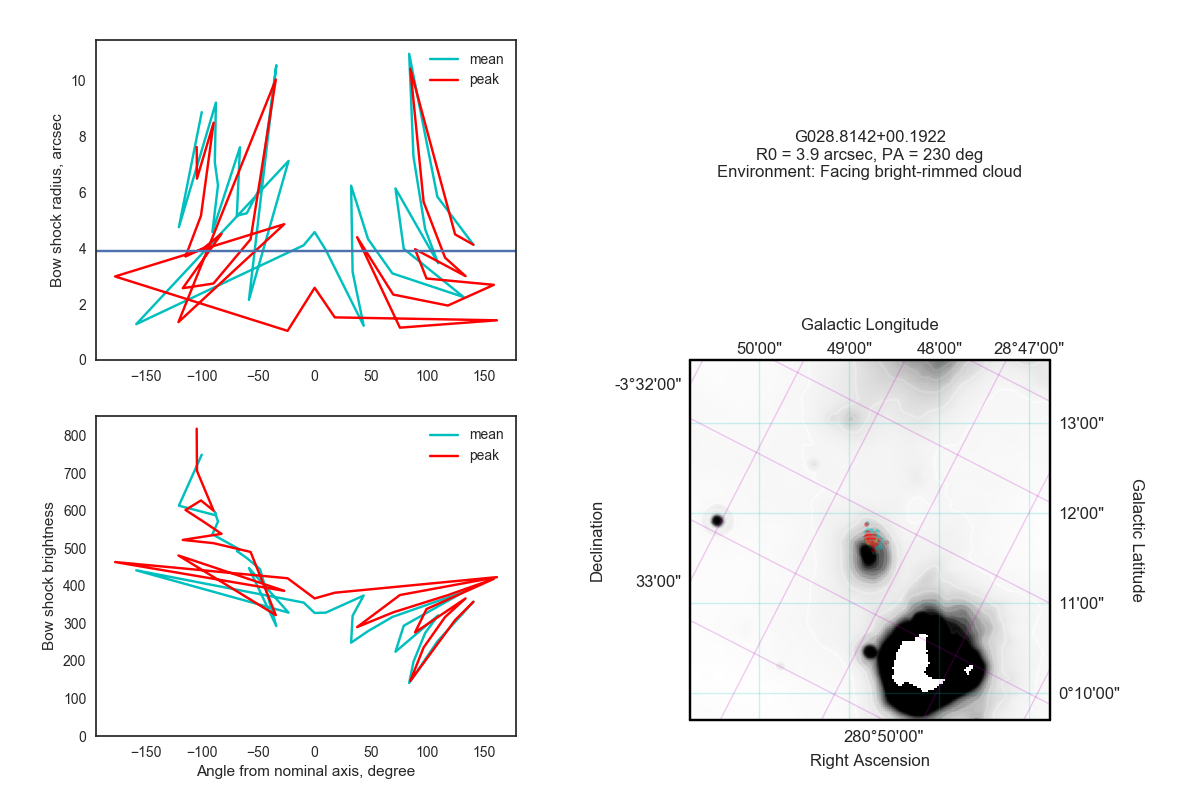 10
8
6
4
2
0
Bow shock radius, arcsec
mean
peak
−150 −100 −50 0 50 100 150
800
700
600
500
400
300
200
100
0
Bow shock brightness
mean
peak
−150 −100 −50 0 50 100 150
Angle from nominal axis, degree
G028.8142+00.1922
R0 = 3.9 arcsec, PA = 230 deg
Environment: Facing bright-rimmed cloud
Galactic Longitude
50'00" 49'00" 48'00" 28°47'00"
-3°32'00"
33'00"
Declination
13'00"
12'00"
11'00"
0°10'00"
Galactic Latitude
280°50'00"
Right Ascension